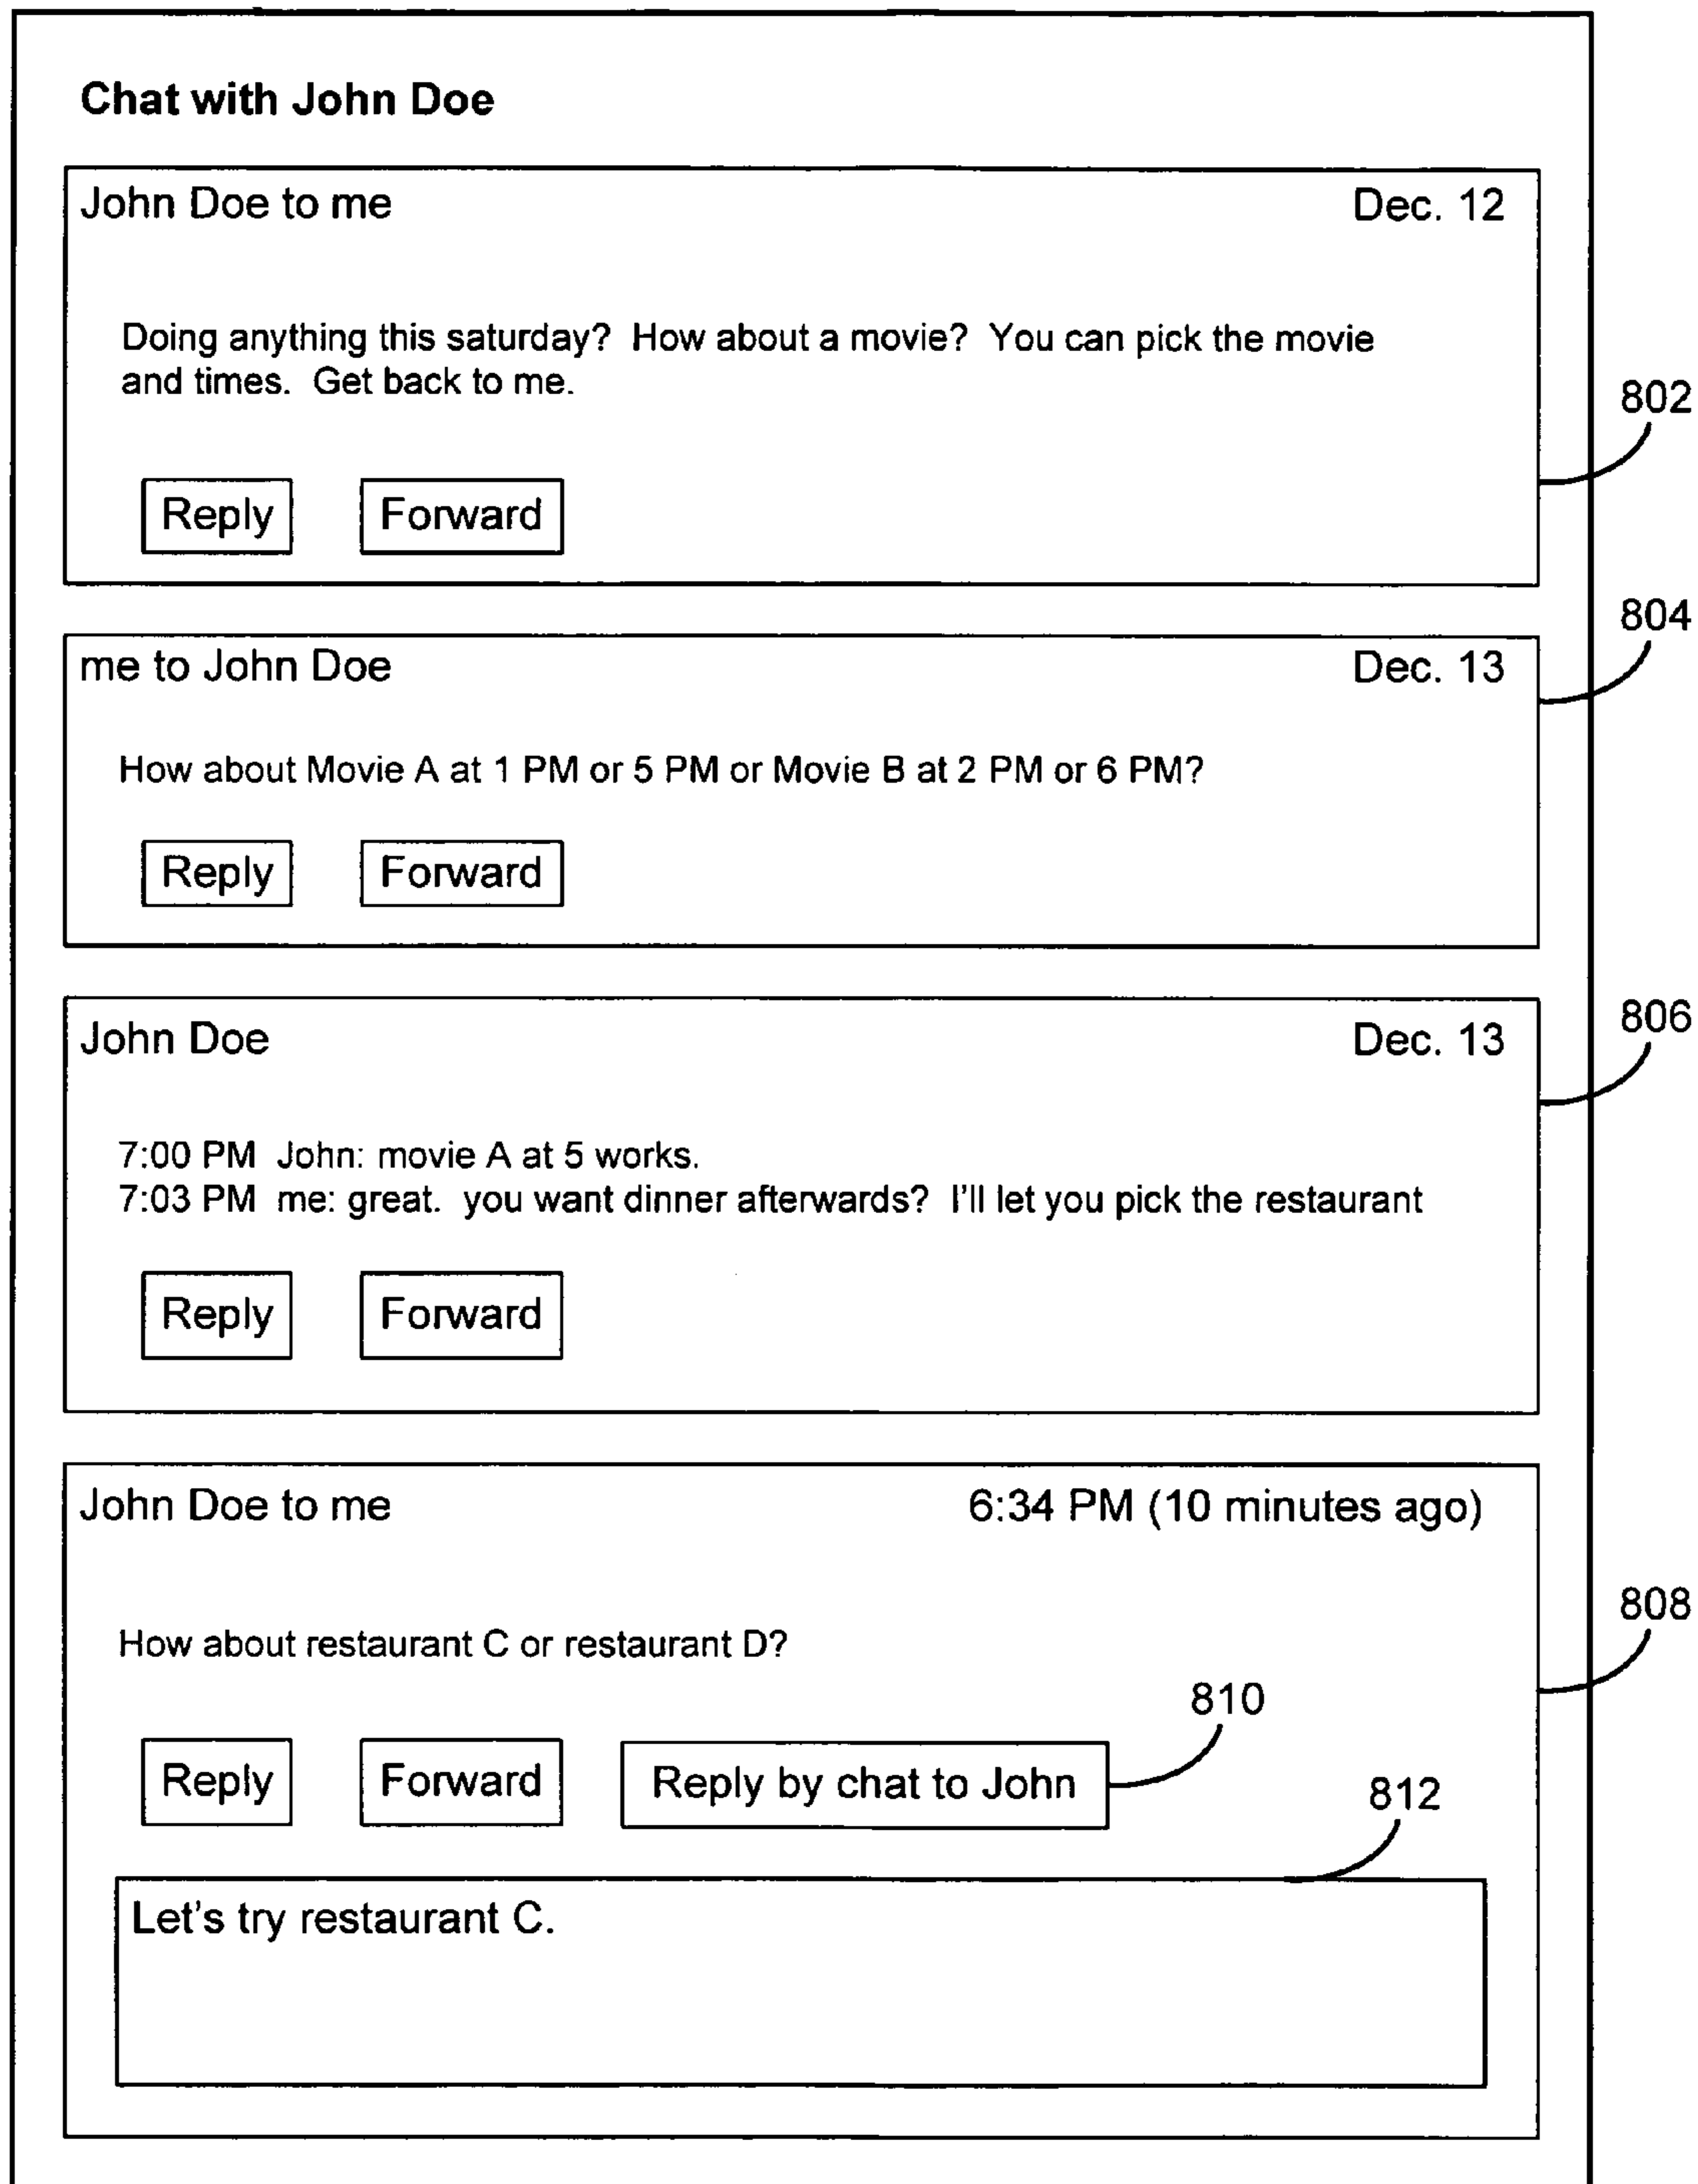 Chat with John Doe
John Doe to me Dec. 12
Doing anything this saturday? How about a movie? You can pick the movie
and times. Get back to me.
802
Reply Forward
804
me to John Doe Dec. 13
How about Movie A at 1 PM or 5 PM or Movie B at 2 PM or 6 PM?
Reply Forward
806
John Doe Dec. 13
7:00 PM John: movie A at 5 works.
7:03 PM me: great. you want dinner afterwards? I'll let you pick the restaurant
Reply Forward
John Doe to me 6:34 PM (10 minutes ago)
808
How about restaurant C or restaurant D?
810
Reply Forward Reply by chat to John
812
Let's try restaurant C.